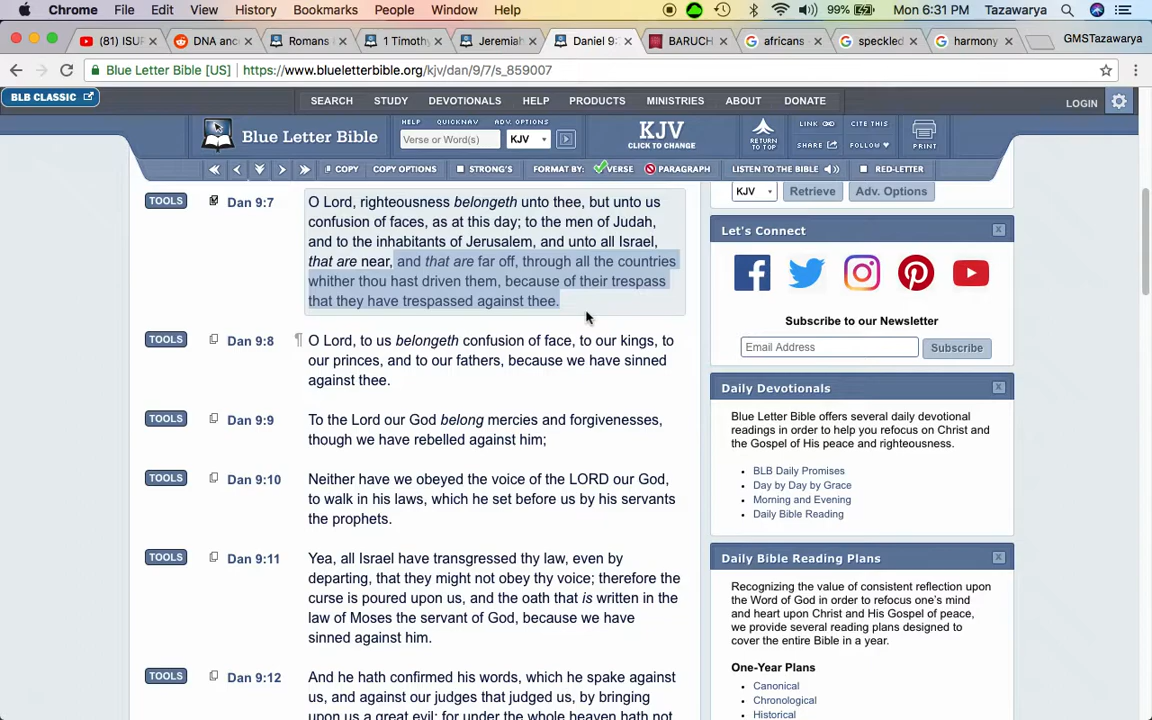 Chrome File Edit View History Bookmarks People Window Help 99% Mon 6:31 PM Tazawarya
(81) ISUP DNA anc Romans 1 Timothy Jeremiah Daniel 9: BARUCH africans - speckled harmony GMSTazawarya
Blue Letter Bible [US] https://www.blueletterbible.org/kjv/dan/9/7/s_859007
BLB CLASSIC SEARCH STUDY DEVOTIONALS HELP PRODUCTS MINISTRIES ABOUT DONATE LOGIN
HELP QUICKNAV ADV. OPTIONS
Blue Letter Bible Verse or Word(s) KJV
KJV
CLICK TO CHANGE
RETURN TO TOP
LINK CITE THIS
SHARE FOLLOW PRINT
COPY COPY OPTIONS STRONG'S FORMAT BY: VERSE PARAGRAPH LISTEN TO THE BIBLE RED-LETTER
TOOLS Dan 9:7 O Lord, righteousness belongeth unto thee, but unto us
confusion of faces, as at this day; to the men of Judah,
and to the inhabitants of Jerusalem, and unto all Israel,
that are near, and that are far off, through all the countries
whither thou hast driven them, because of their trespass
that they have trespassed against thee.
TOOLS Dan 9:8 ¶ O Lord, to us belongeth confusion of face, to our kings, to
our princes, and to our fathers, because we have sinned
against thee.
TOOLS Dan 9:9 To the Lord our God belong mercies and forgivenesses,
though we have rebelled against him;
TOOLS Dan 9:10 Neither have we obeyed the voice of the LORD our God,
to walk in his laws, which he set before us by his servants
the prophets.
TOOLS Dan 9:11 Yea, all Israel have transgressed thy law, even by
departing, that they might not obey thy voice; therefore the
curse is poured upon us, and the oath that is written in the
law of Moses the servant of God, because we have
sinned against him.
TOOLS Dan 9:12 And he hath confirmed his words, which he spake against
us, and against our judges that judged us, by bringing
upon us a great evil: for under the whole heaven hath not
KJV Retrieve Adv. Options
Let's Connect
Subscribe to our Newsletter
Email Address Subscribe
Daily Devotionals
Blue Letter Bible offers several daily devotional
readings in order to help you refocus on Christ and
the Gospel of His peace and righteousness.
BLB Daily Promises
Day by Day by Grace
Morning and Evening
Daily Bible Reading
Daily Bible Reading Plans
Recognizing the value of consistent reflection upon
the Word of God in order to refocus one's mind
and heart upon Christ and His Gospel of peace,
we provide several reading plans designed to
cover the entire Bible in a year.
One-Year Plans
Canonical
Chronological
Historical